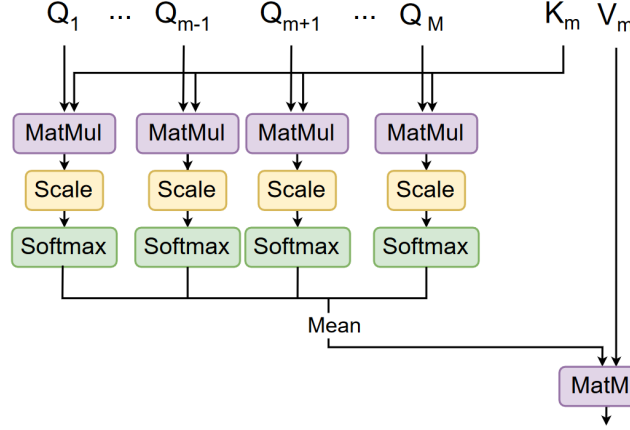 Q₁ ... Qₘ₋₁ Qₘ₊₁ ... Q_M Kₘ Vₘ
MatMul MatMul MatMul MatMul
Scale Scale Scale Scale
Softmax Softmax Softmax Softmax
Mean
MatM